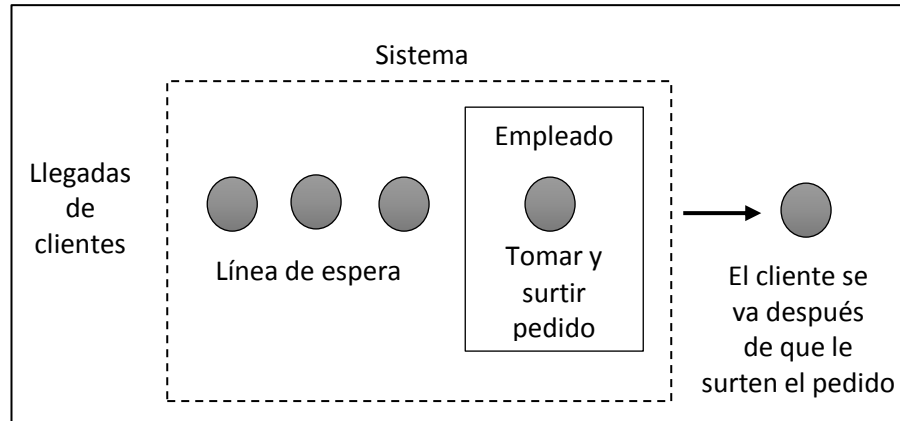 Sistema
Llegadas
de
clientes
Línea de espera
Empleado
Tomar y
surtir
pedido
El cliente se
va después
de que le
surten el pedido